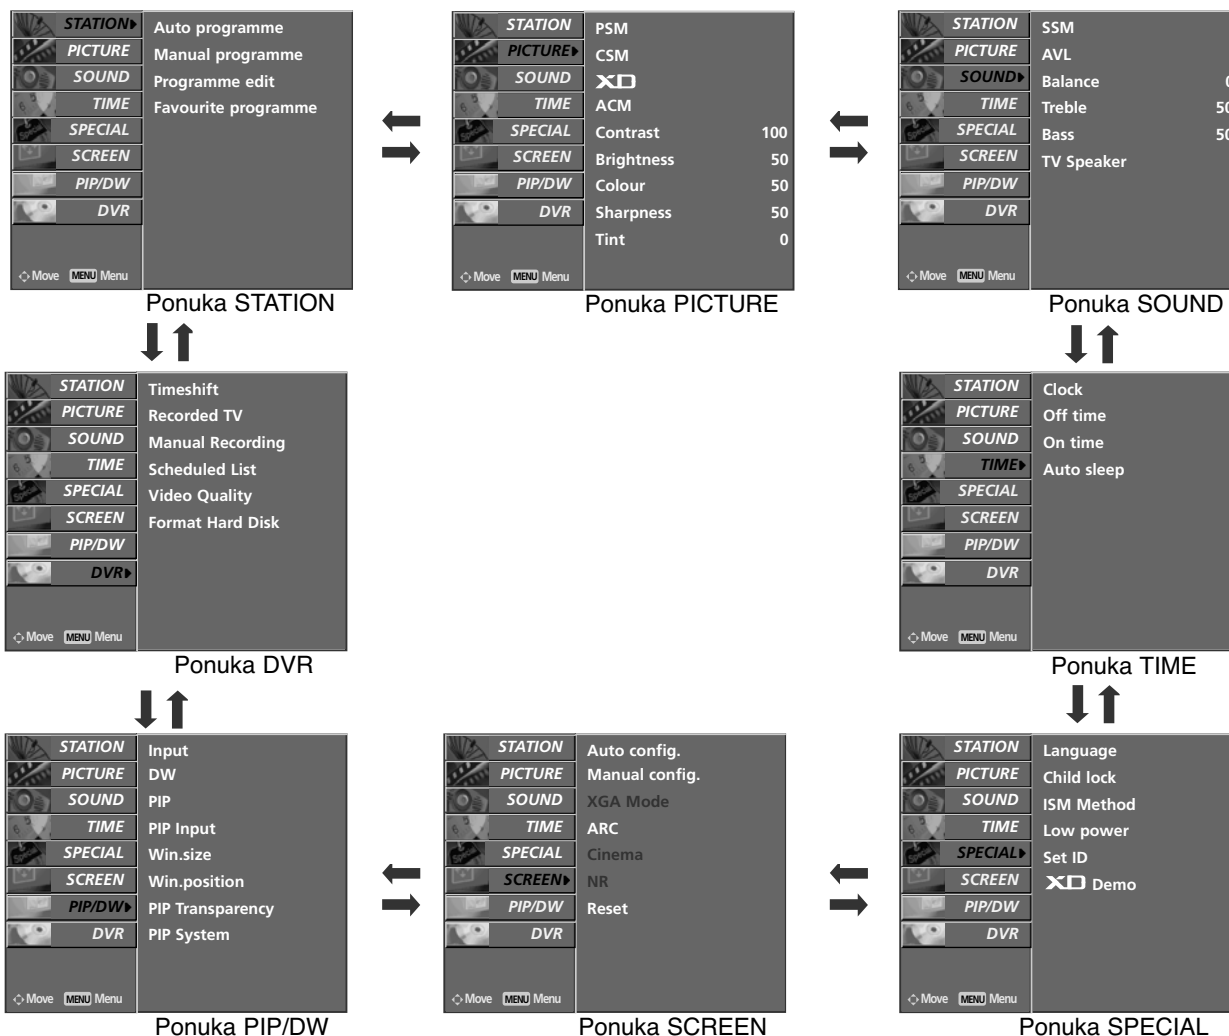 STATION
PICTURE
SOUND
TIME
SPECIAL
SCREEN
PIP/DW
DVR
Move MENU Menu
Auto programme
Manual programme
Programme edit
Favourite programme
Ponuka STATION
STATION
PICTURE
SOUND
TIME
SPECIAL
SCREEN
PIP/DW
DVR
Move MENU Menu
PSM
CSM
XD
ACM
Contrast 100
Brightness 50
Colour 50
Sharpness 50
Tint 0
Ponuka PICTURE
STATION
PICTURE
SOUND
TIME
SPECIAL
SCREEN
PIP/DW
DVR
Move MENU Menu
SSM
AVL
Balance 0
Treble 50
Bass 50
TV Speaker
Ponuka SOUND
STATION
PICTURE
SOUND
TIME
SPECIAL
SCREEN
PIP/DW
DVR
Move MENU Menu
Timeshift
Recorded TV
Manual Recording
Scheduled List
Video Quality
Format Hard Disk
Ponuka DVR
STATION
PICTURE
SOUND
TIME
SPECIAL
SCREEN
PIP/DW
DVR
Move MENU Menu
Clock
Off time
On time
Auto sleep
Ponuka TIME
STATION
PICTURE
SOUND
TIME
SPECIAL
SCREEN
PIP/DW
DVR
Move MENU Menu
Input
DW
PIP
PIP Input
Win.size
Win.position
PIP Transparency
PIP System
Ponuka PIP/DW
STATION
PICTURE
SOUND
TIME
SPECIAL
SCREEN
PIP/DW
DVR
Move MENU Menu
Auto config.
Manual config.
XGA Mode
ARC
Cinema
NR
Reset
Ponuka SCREEN
STATION
PICTURE
SOUND
TIME
SPECIAL
SCREEN
PIP/DW
DVR
Move MENU Menu
Language
Child lock
ISM Method
Low power
Set ID
XD Demo
Ponuka SPECIAL